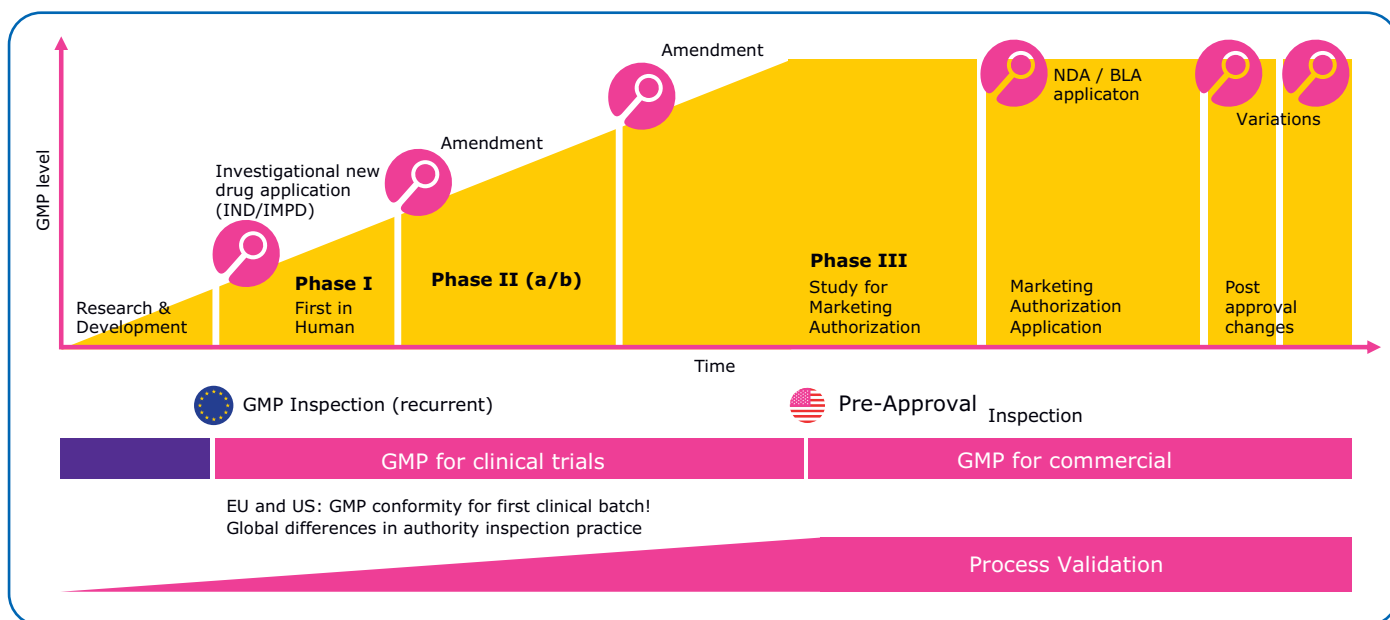 Amendment
NDA / BLA
applicaton
Variations
Amendment
Investigational new
drug application
(IND/IMPD)
GMP level
Research &
Development
Phase I
First in
Human
Phase II (a/b)
Phase III
Study for
Marketing
Authorization
Marketing
Authorization
Application
Post
approval
changes
Time
GMP Inspection (recurrent)
Pre-Approval Inspection
GMP for clinical trials
GMP for commercial
EU and US: GMP conformity for first clinical batch!
Global differences in authority inspection practice
Process Validation